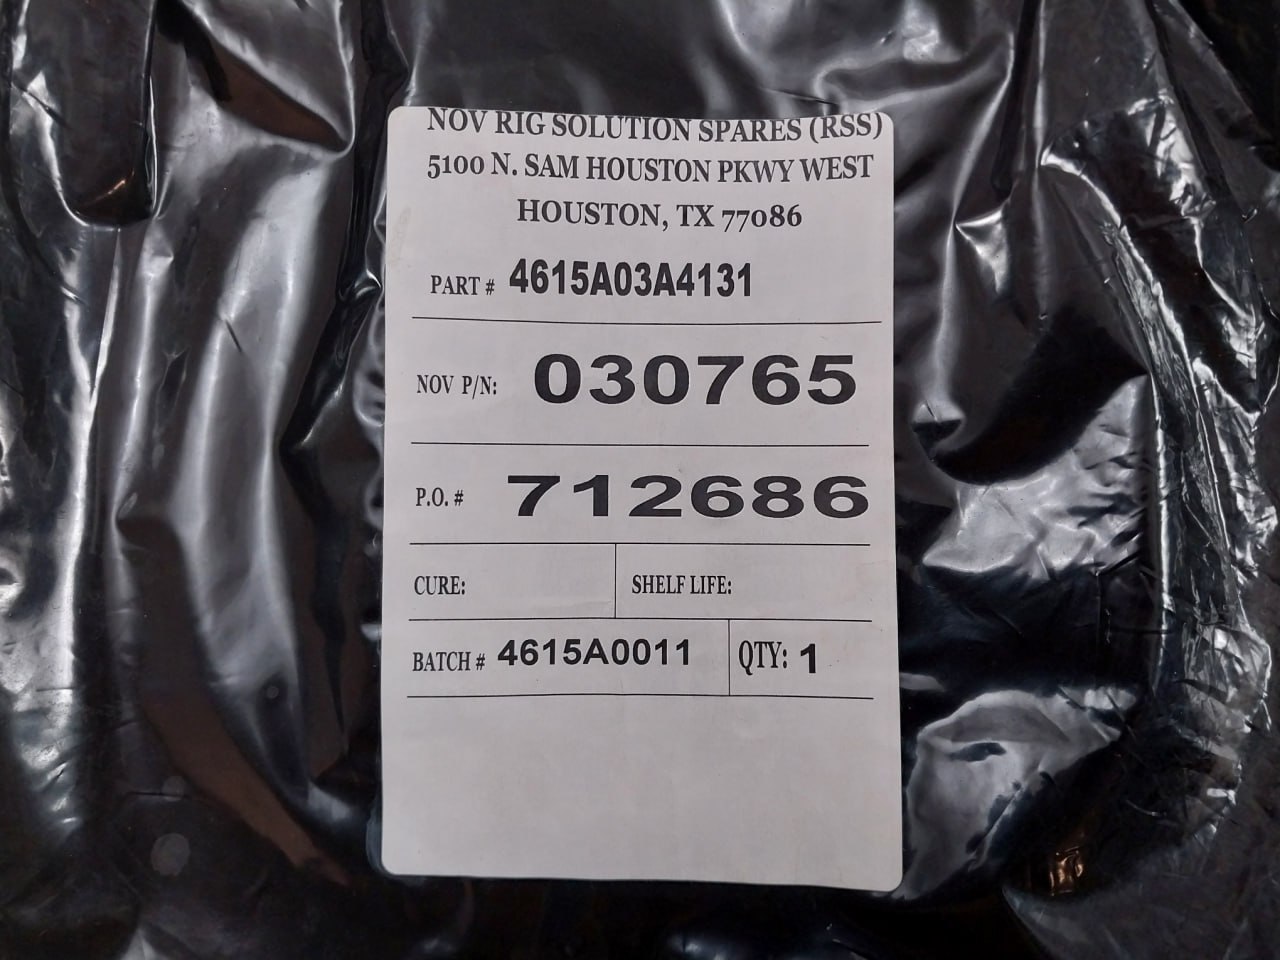 NOV RIG SOLUTION SPARES (RSS)
5100 N. SAM HOUSTON PKWY WEST
HOUSTON, TX 77086
PART # 4615A03A4131
NOV P/N: 030765
P.O. # 712686
CURE: SHELF LIFE:
BATCH # 4615A0011 QTY: 1